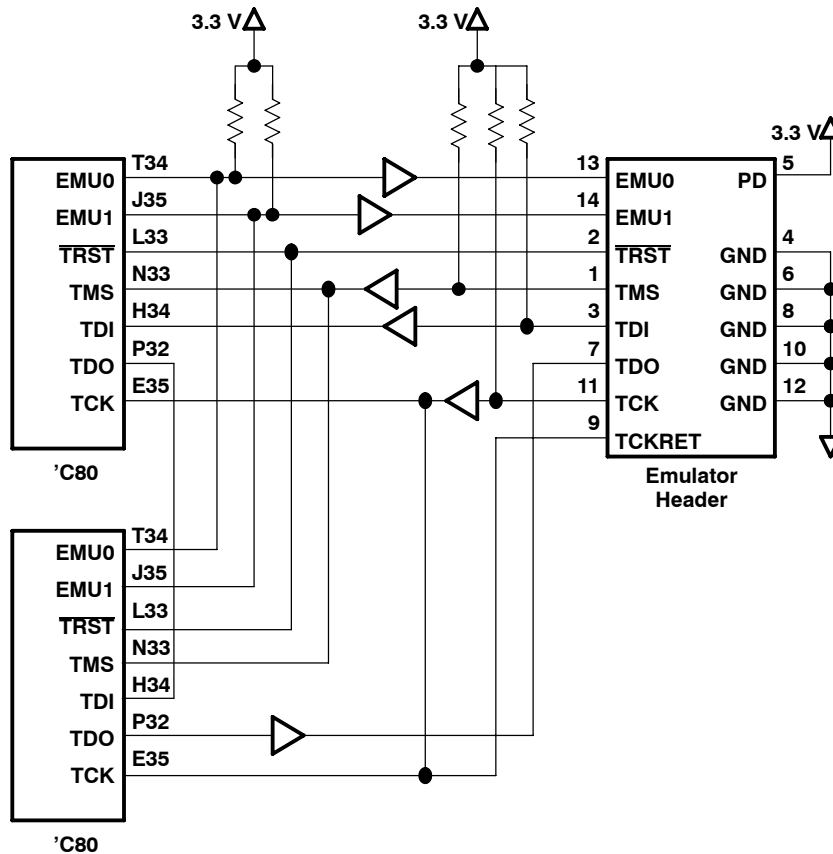 3.3 V
3.3 V
3.3 V
EMU0 T34
EMU1 J35
TRST L33
TMS N33
TDI H34
TDO P32
TCK E35
'C80
13 EMU0
14 EMU1
2 TRST
1 TMS
3 TDI
7 TDO
11 TCK
9 TCKRET
PD 5
GND 4
GND 6
GND 8
GND 10
GND 12
Emulator
Header
EMU0 T34
EMU1 J35
TRST L33
TMS N33
TDI H34
TDO P32
TCK E35
'C80